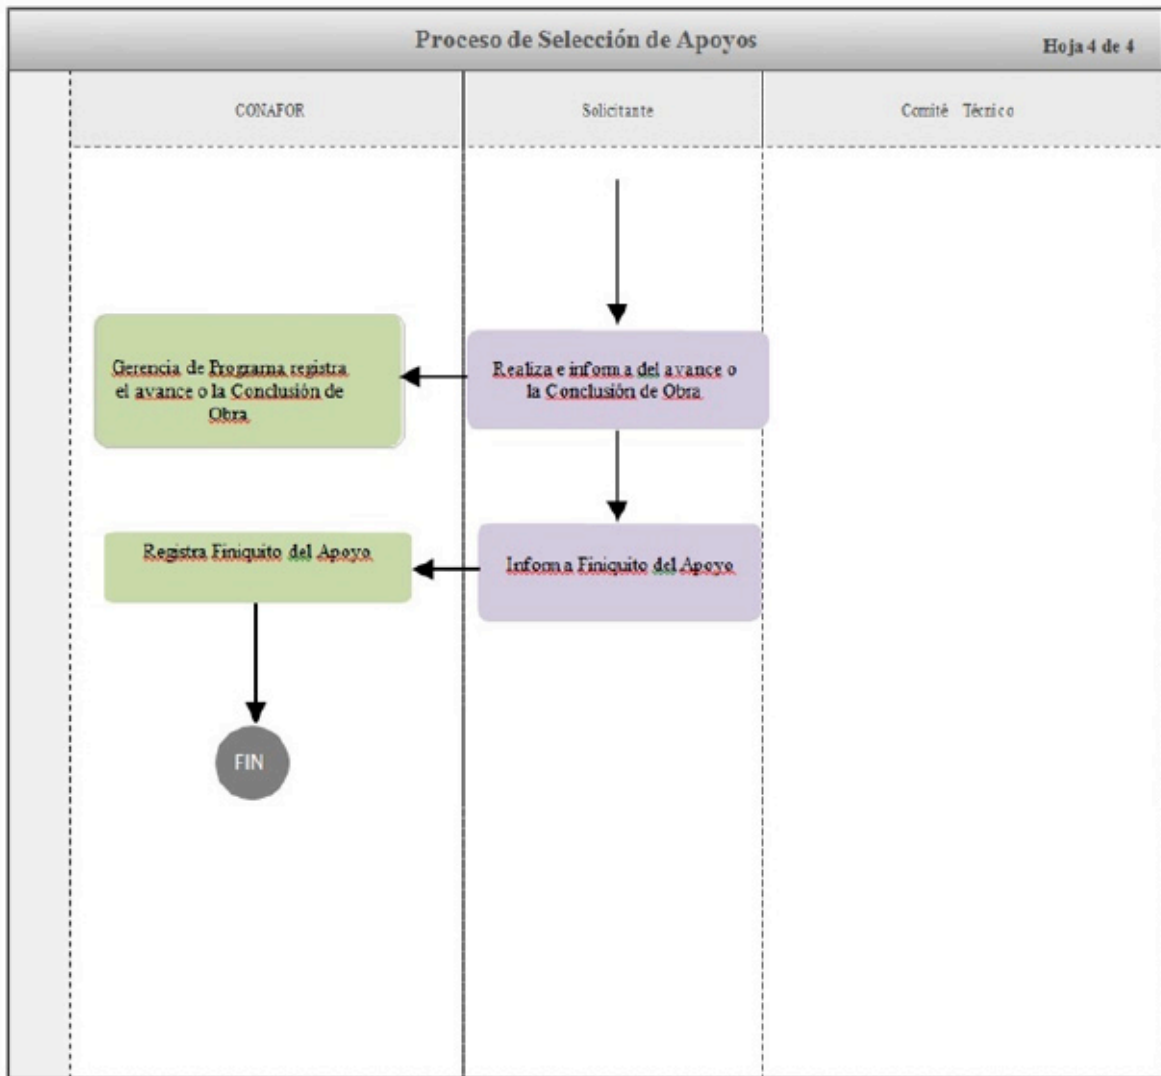 Proceso de Selección de Apoyos
Hoja 4 de 4
CONAFOR
Solicitante
Comité Técnico
Gerencia de Programa registra
el avance o la Conclusión de
Obra
Realiza e informa del avance o
la Conclusión de Obra
Registra Finiquito del Apoyo
Informa Finiquito del Apoyo
FIN